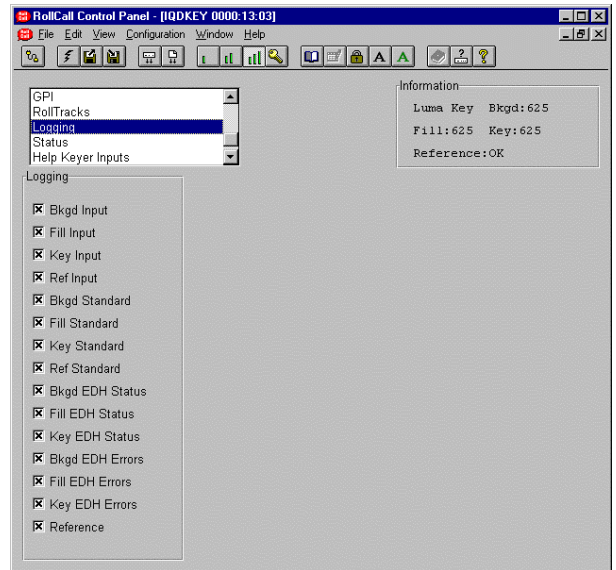 RollCall Control Panel - [IQDKEY 0000:13:03]
File Edit View Configuration Window Help
GPI
RollTracks
Logging
Status
Help Keyer Inputs
Information
Luma Key Bkgd:625
Fill:625 Key:625
Reference:OK
Logging
Bkgd Input
Fill Input
Key Input
Ref Input
Bkgd Standard
Fill Standard
Key Standard
Ref Standard
Bkgd EDH Status
Fill EDH Status
Key EDH Status
Bkgd EDH Errors
Fill EDH Errors
Key EDH Errors
Reference